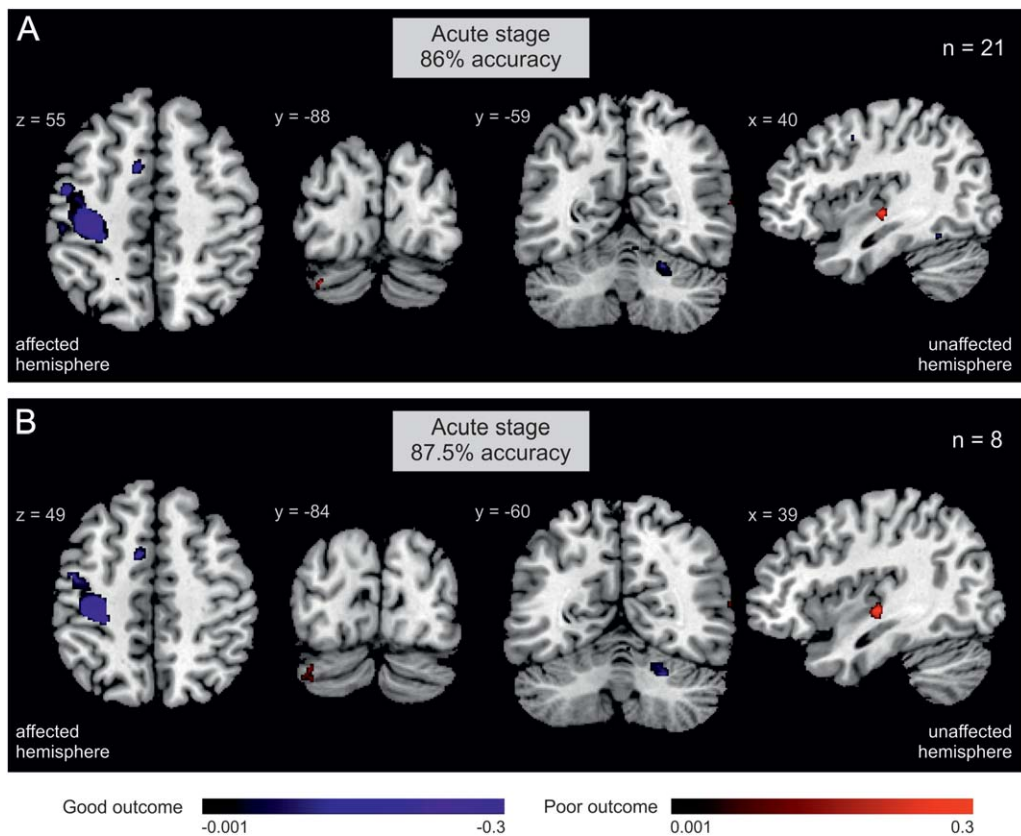 A
Acute stage
86% accuracy
n = 21
z = 55
y = -88
y = -59
x = 40
affected
hemisphere
unaffected
hemisphere
B
Acute stage
87.5% accuracy
n = 8
z = 49
y = -84
y = -60
x = 39
affected
hemisphere
unaffected
hemisphere
Good outcome
-0.001
-0.3
Poor outcome
0.001
0.3